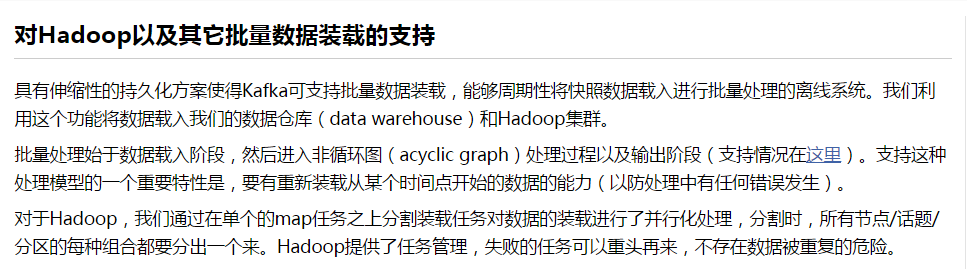 对Hadoop以及其它批量数据装载的支持
具有伸缩性的持久化方案使得Kafka可支持批量数据装载，能够周期性将快照数据载入进行批量处理的离线系统。我们利
用这个功能将数据载入我们的数据仓库（data warehouse）和Hadoop集群。
批量处理始于数据载入阶段，然后进入非循环图（acyclic graph）处理过程以及输出阶段（支持情况在这里）。支持这种
处理模型的一个重要特性是，要有重新装载从某个时间点开始的数据的能力（以防处理中有任何错误发生）。
对于Hadoop，我们通过在单个的map任务之上分割装载任务对数据的装载进行了并行化处理，分割时，所有节点/话题/
分区的每种组合都要分出一个来。Hadoop提供了任务管理，失败的任务可以重头再来，不存在数据被重复的危险。